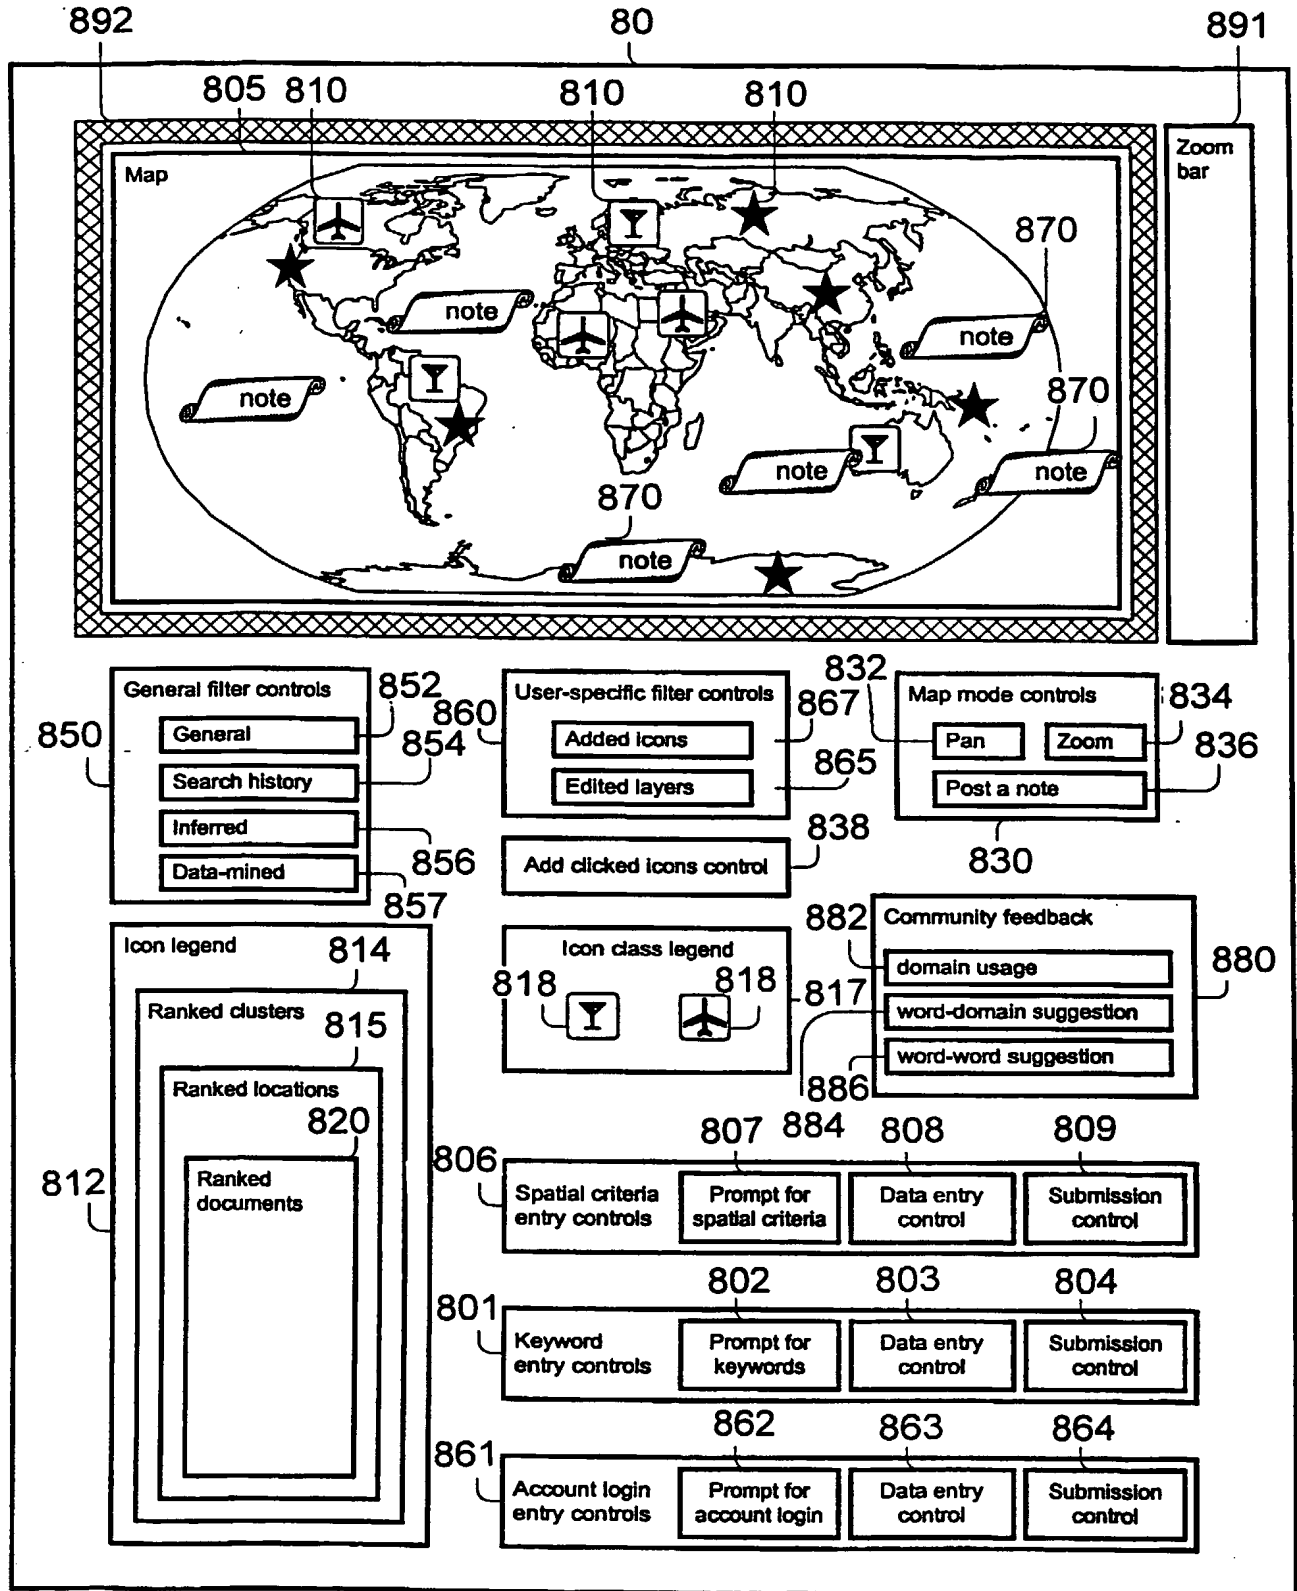 892
80
891
805 810
810
810
Map
Zoom
bar
870
note
note
note
870
note
note
870
note
General filter controls
852
General
850
854
Search history
Inferred
856
Data-mined
857
User-specific filter controls
860
867
Added icons
865
Edited layers
838
Add clicked icons control
832
Map mode controls
834
Pan
Zoom
836
Post a note
830
Icon legend
814
Ranked clusters
815
Ranked locations
820
Ranked
documents
812
Icon class legend
818
818
817
882
Community feedback
880
domain usage
word-domain suggestion
word-word suggestion
886
884
807
808
809
806
Spatial criteria
entry controls
Prompt for
spatial criteria
Data entry
control
Submission
control
802
803
804
801
Keyword
entry controls
Prompt for
keywords
Data entry
control
Submission
control
862
863
864
861
Account login
entry controls
Prompt for
account login
Data entry
control
Submission
control